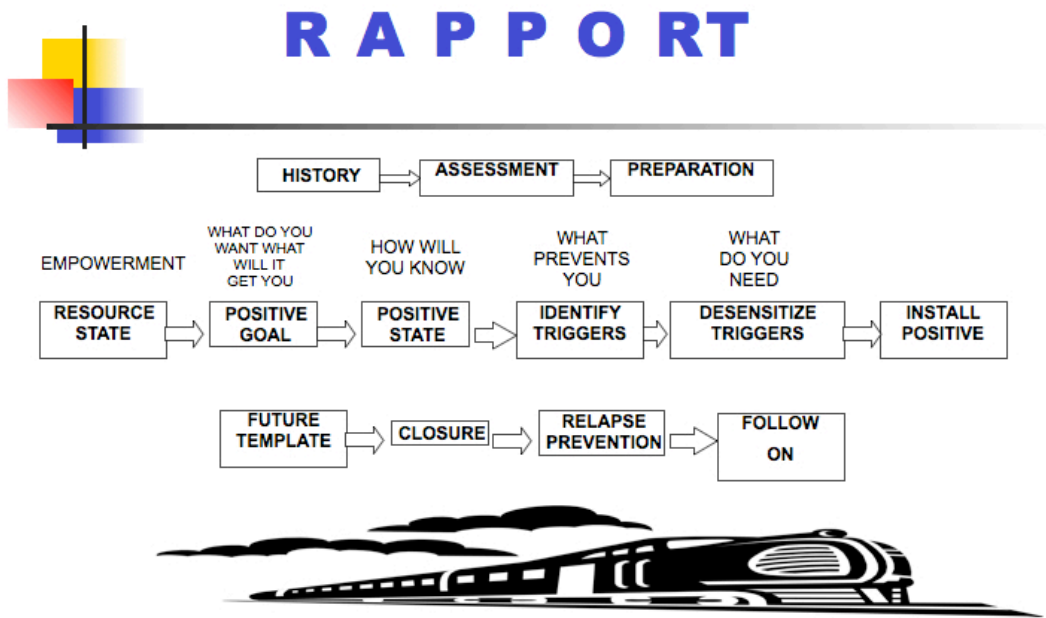 R A P P O RT
HISTORY
ASSESSMENT
PREPARATION
EMPOWERMENT
WHAT DO YOU
WANT WHAT
WILL IT
GET YOU
HOW WILL
YOU KNOW
WHAT
PREVENTS
YOU
WHAT
DO YOU
NEED
RESOURCE
STATE
POSITIVE
GOAL
POSITIVE
STATE
IDENTIFY
TRIGGERS
DESENSITIZE
TRIGGERS
INSTALL
POSITIVE
FUTURE
TEMPLATE
CLOSURE
RELAPSE
PREVENTION
FOLLOW
ON